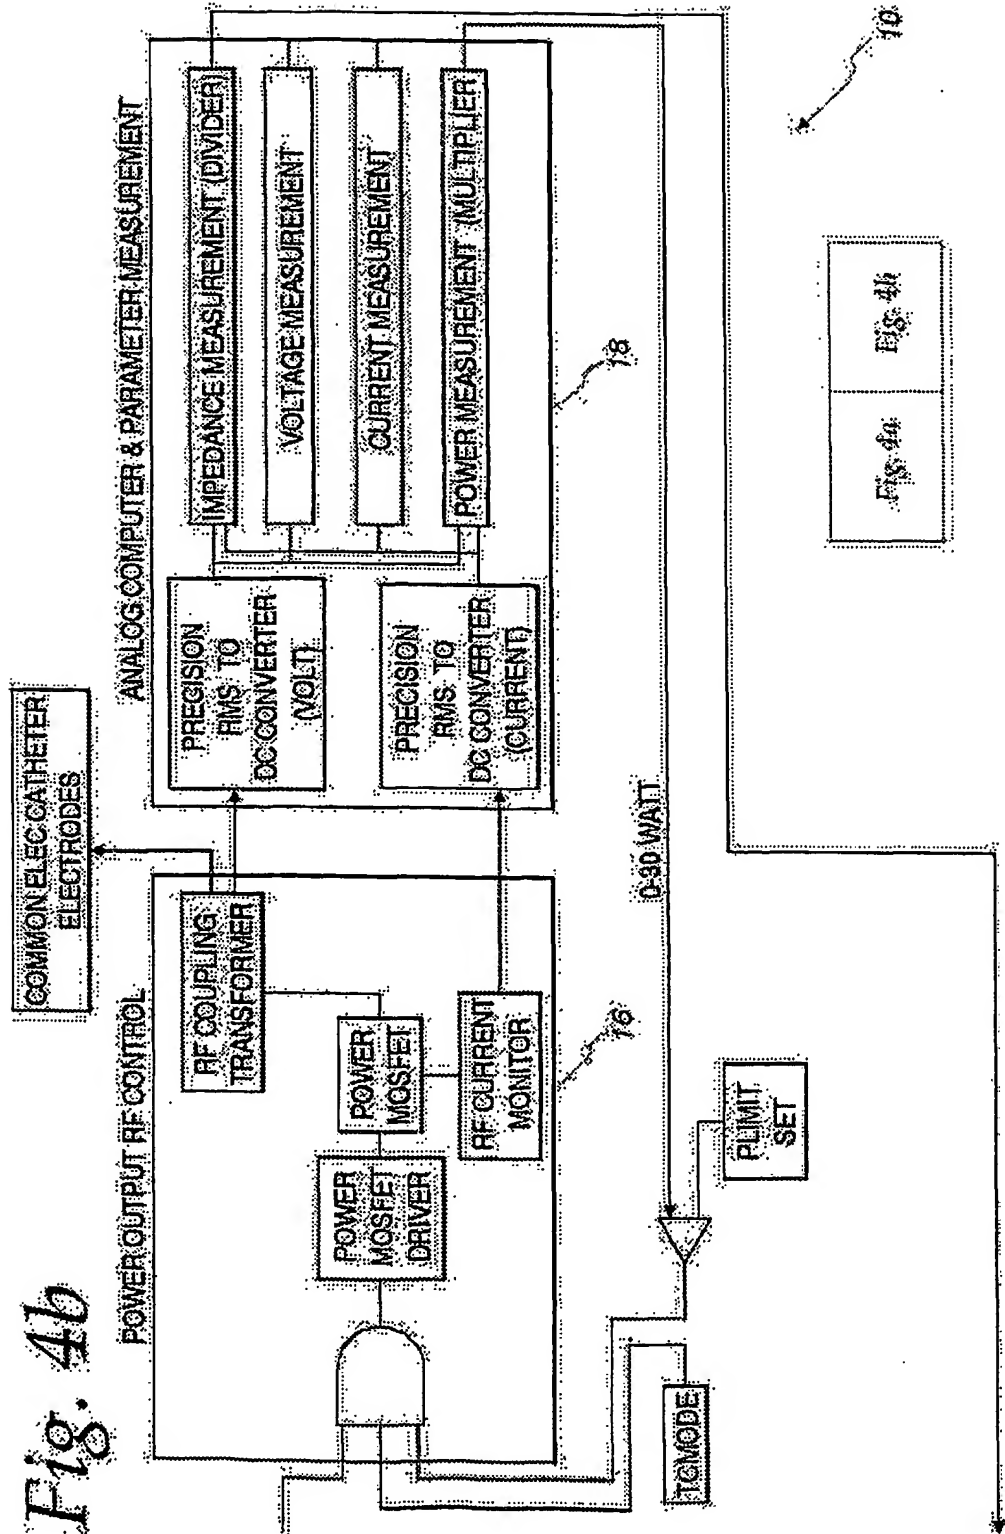 Fig. 4b
COMMON ELEC CATHETER
ELECTRODES
POWER OUTPUT RF CONTROL
RF COUPLING
TRANSFORMER
POWER
MOSFET
DRIVER
POWER
MOSFET
RF CURRENT
MONITOR
16
ANALOG COMPUTER & PARAMETER MEASUREMENT
PRECISION
RMS TO
DC CONVERTER
(VOLT)
PRECISION
RMS TO
DC CONVERTER
(CURRENT)
IMPEDANCE MEASUREMENT (DIVIDER)
VOLTAGE MEASUREMENT
CURRENT MEASUREMENT
POWER MEASUREMENT (MULTIPLIER)
18
0-30 WATT
TCMODE
PLIMIT
SET
Fig. 4a
Fig. 4b
10